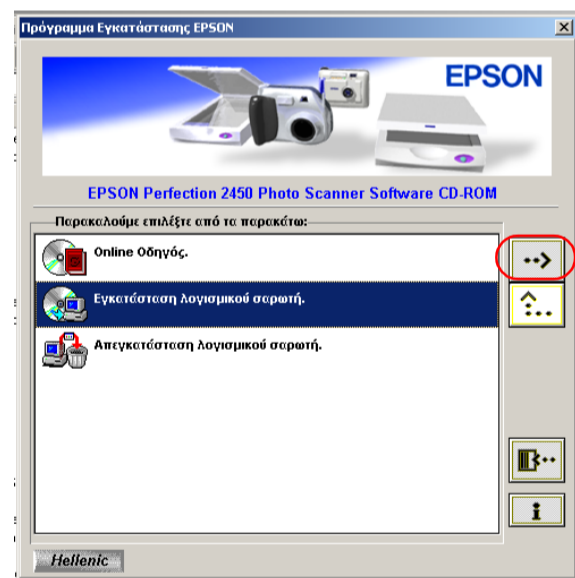 Πρόγραμμα Εγκατάστασης EPSON
EPSON
EPSON Perfection 2450 Photo Scanner Software CD-ROM
Παρακαλούμε επιλέξτε από τα παρακάτω:
Online Οδηγός.
Εγκατάσταση λογισμικού σαρωτή.
Απεγκατάσταση λογισμικού σαρωτή.
Hellenic